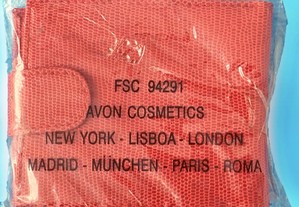 FSC 94291
AVON COSMETICS
NEW YORK - LISBOA - LONDON
MADRID - MÜNCHEN - PARIS - ROMA